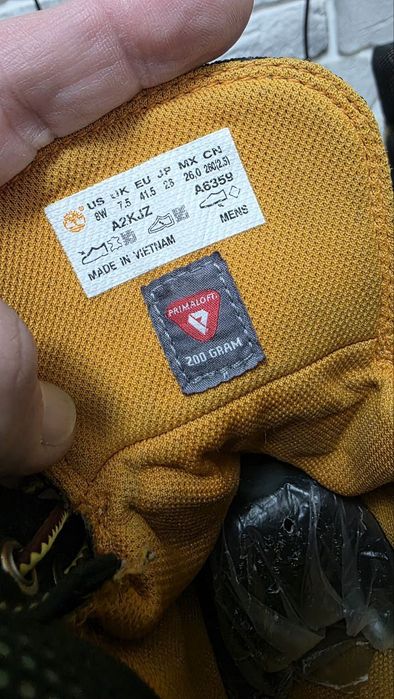 US UK EU JP MX CN
8W 7.5 41.5 26 26.0 260(2.5)
A2KJZ A6359
MENS
MADE IN VIETNAM
PRIMALOFT
200 GRAM